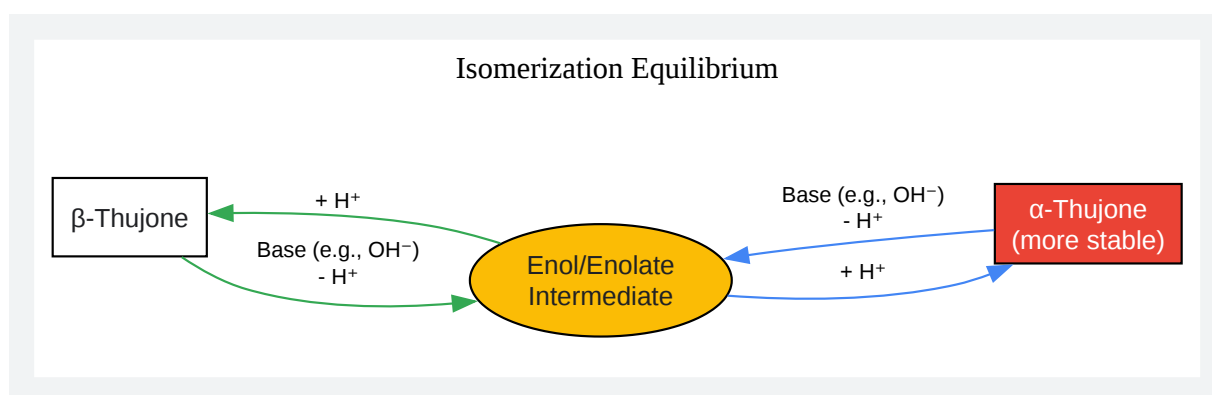 Isomerization Equilibrium
β-Thujone
+ H⁺
Base (e.g., OH⁻)
- H⁺
Enol/Enolate
Intermediate
Base (e.g., OH⁻)
- H⁺
+ H⁺
α-Thujone
(more stable)